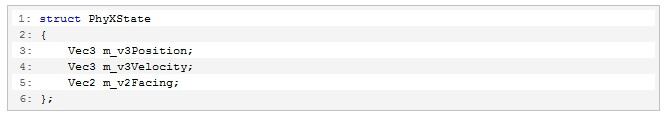 1: struct PhyXState
2: {
3:     Vec3 m_v3Position;
4:     Vec3 m_v3Velocity;
5:     Vec2 m_v2Facing;
6: };